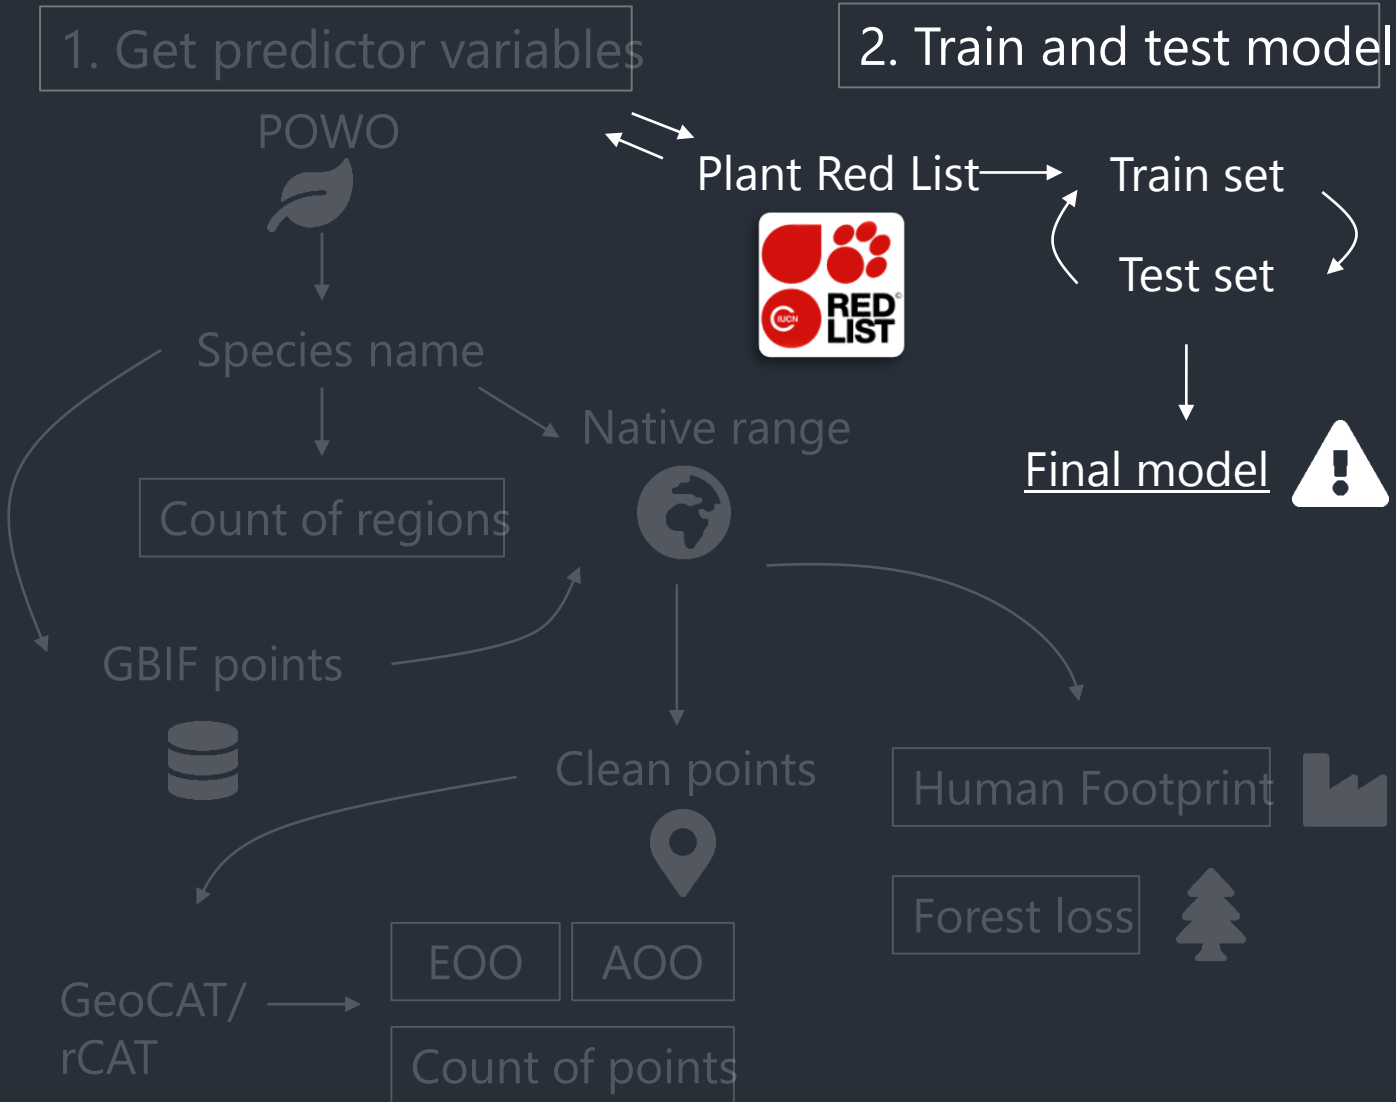 1. Get predictor variables
2. Train and test model
POWO
Plant Red List
Train set
IUCN
RED
LIST
©
Test set
Species name
Native range
Final model
Count of regions
GBIF points
Clean points
Human Footprint
Forest loss
EOO
AOO
GeoCAT/
rCAT
Count of points